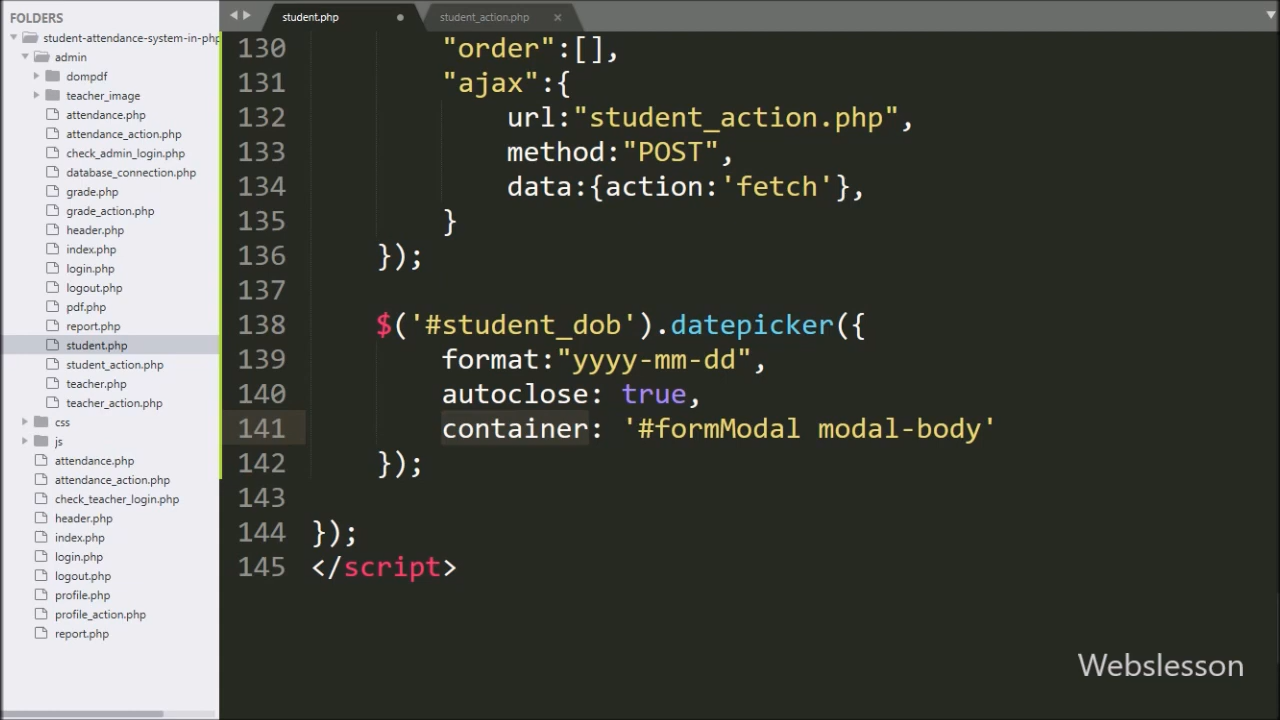 FOLDERS
student-attendance-system-in-php
admin
dompdf
teacher_image
attendance.php
attendance_action.php
check_admin_login.php
database_connection.php
grade.php
grade_action.php
header.php
index.php
login.php
logout.php
pdf.php
report.php
student.php
student_action.php
teacher.php
teacher_action.php
css
js
attendance.php
attendance_action.php
check_teacher_login.php
header.php
index.php
login.php
logout.php
profile.php
profile_action.php
report.php
student.php student_action.php
130 "order":[],
131 "ajax":{
132 url:"student_action.php",
133 method:"POST",
134 data:{action:'fetch'},
135 }
136 });
137
138 $('#student_dob').datepicker({
139 format:"yyyy-mm-dd",
140 autoclose: true,
141 container: '#formModal modal-body'
142 });
143
144 });
145 </script>
Webslesson